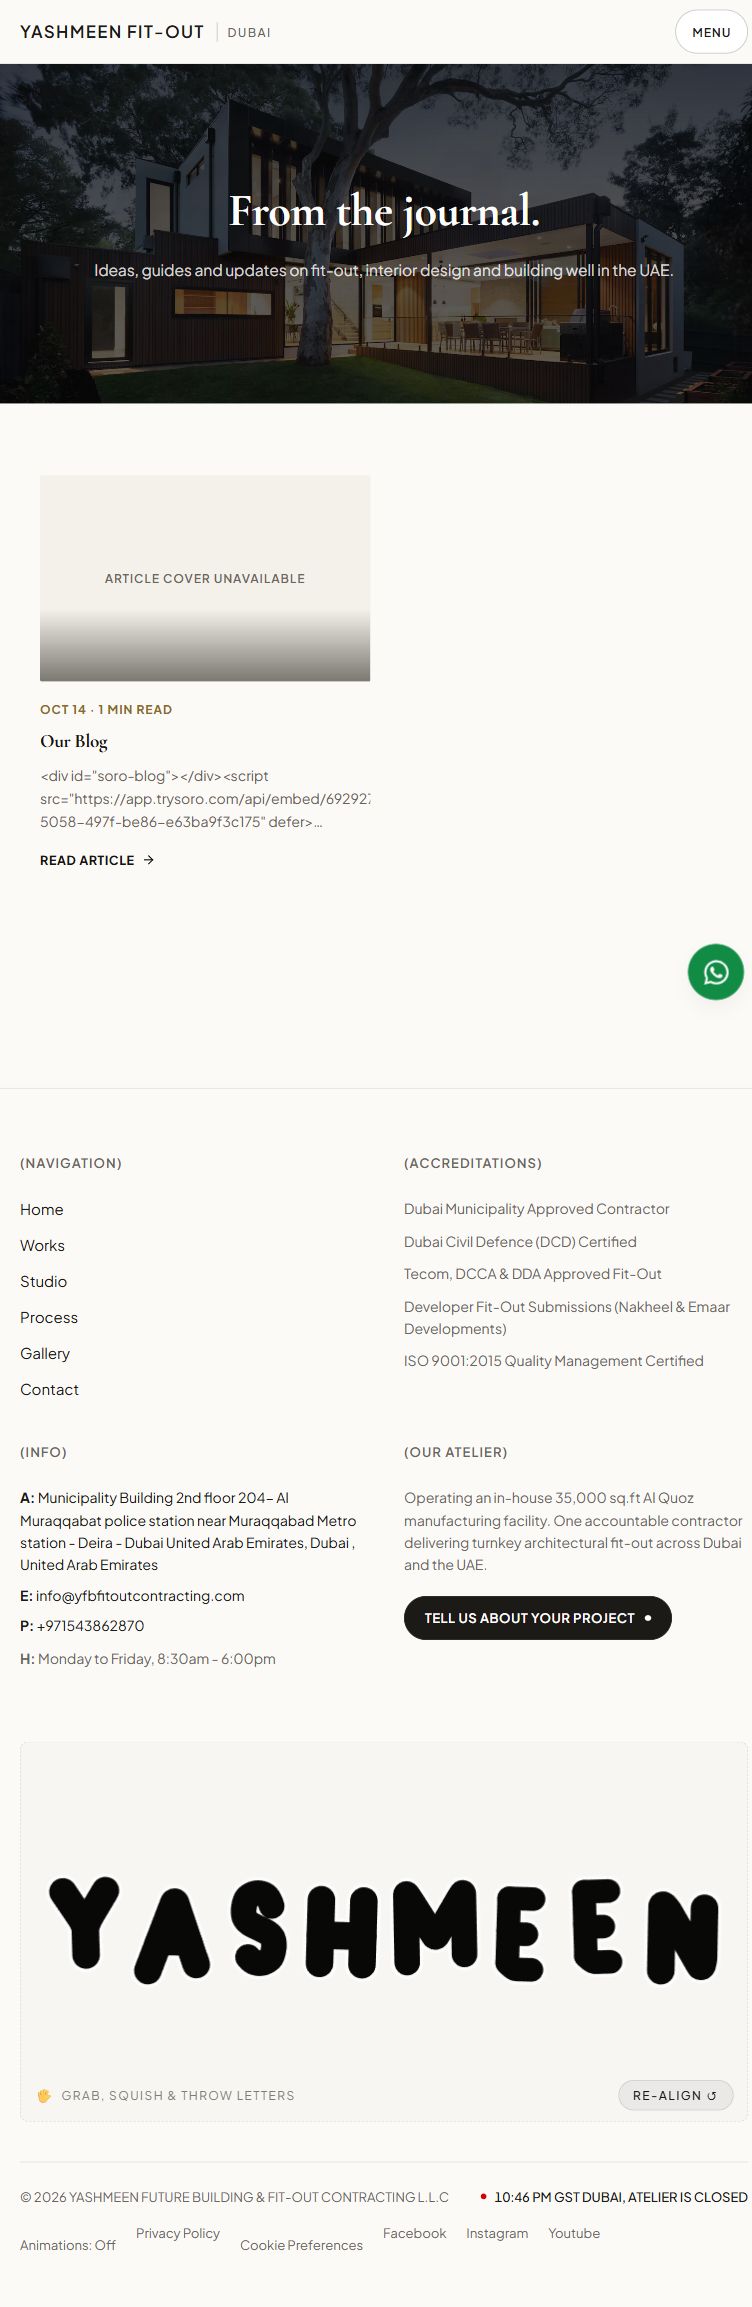 YASHMEEN FIT-OUT DUBAI
MENU
From the journal.
Ideas, guides and updates on fit-out, interior design and building well in the UAE.
ARTICLE COVER UNAVAILABLE
OCT 14 · 1 MIN READ
Our Blog
<div id="soro-blog"></div><script
src="https://app.trysoro.com/api/embed/69292
5058-497f-be86-e63ba9f3c175" defer>...
READ ARTICLE →
(NAVIGATION)
Home
Works
Studio
Process
Gallery
Contact
(ACCREDITATIONS)
Dubai Municipality Approved Contractor
Dubai Civil Defence (DCD) Certified
Tecom, DCCA & DDA Approved Fit-Out
Developer Fit-Out Submissions (Nakheel & Emaar
Developments)
ISO 9001:2015 Quality Management Certified
(INFO)
A: Municipality Building 2nd floor 204– Al
Muraqqabat police station near Muraqqabad Metro
station - Deira - Dubai United Arab Emirates, Dubai ,
United Arab Emirates
E: info@yfbfitoutcontracting.com
P: +971543862870
H: Monday to Friday, 8:30am - 6:00pm
(OUR ATELIER)
Operating an in-house 35,000 sq.ft Al Quoz
manufacturing facility. One accountable contractor
delivering turnkey architectural fit-out across Dubai
and the UAE.
TELL US ABOUT YOUR PROJECT
YASHMEEN
GRAB, SQUISH & THROW LETTERS
RE-ALIGN ↺
© 2026 YASHMEEN FUTURE BUILDING & FIT-OUT CONTRACTING L.L.C
10:46 PM GST DUBAI, ATELIER IS CLOSED
Animations: Off
Privacy Policy
Cookie Preferences
Facebook
Instagram
Youtube